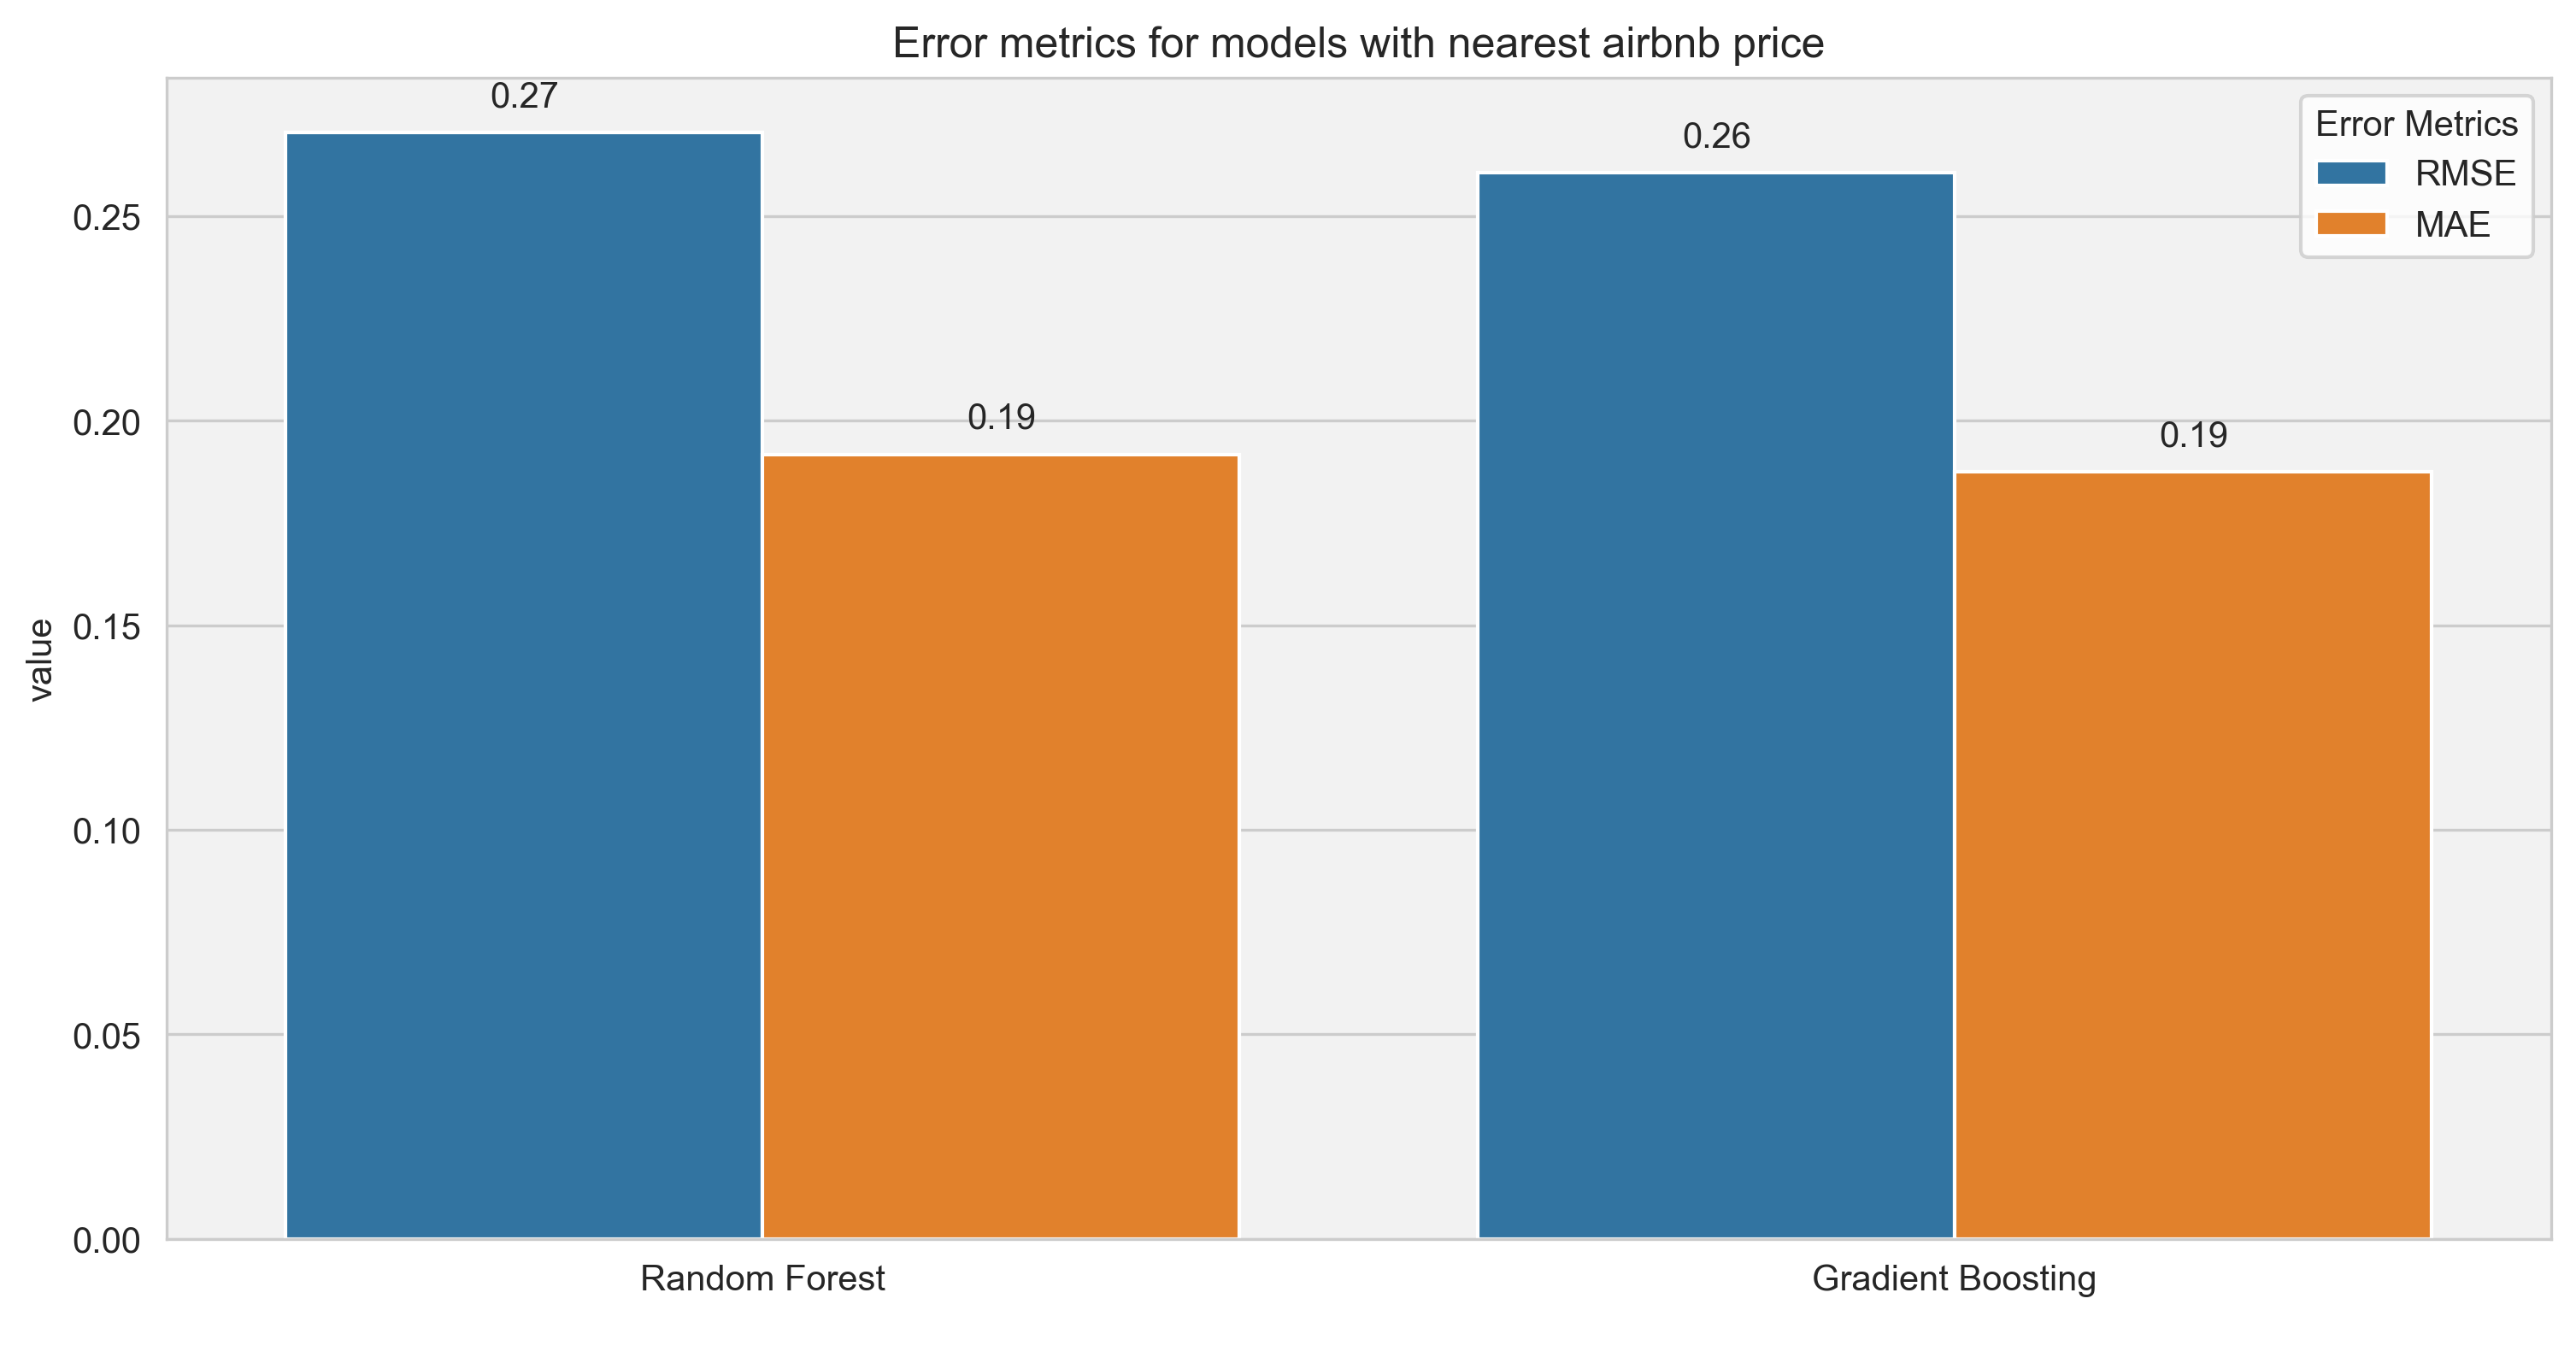 Error metrics for models with nearest airbnb price
0.27
0.26
0.19
0.19
Error Metrics
RMSE
MAE
value
0.25
0.20
0.15
0.10
0.05
0.00
Random Forest
Gradient Boosting